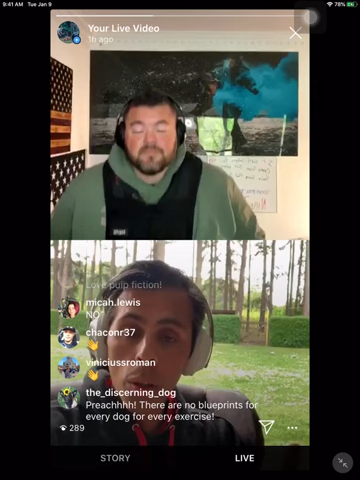 9:41 AM Tue Jan 9
78%
Your Live Video
1h ago
Love pulp fiction!
micah.lewis
NO"
chaconr37
👋
viniciussroman
👋
the_discerning_dog
Preachhhh! There are no blueprints for
every dog for every exercise!
289
STORY LIVE